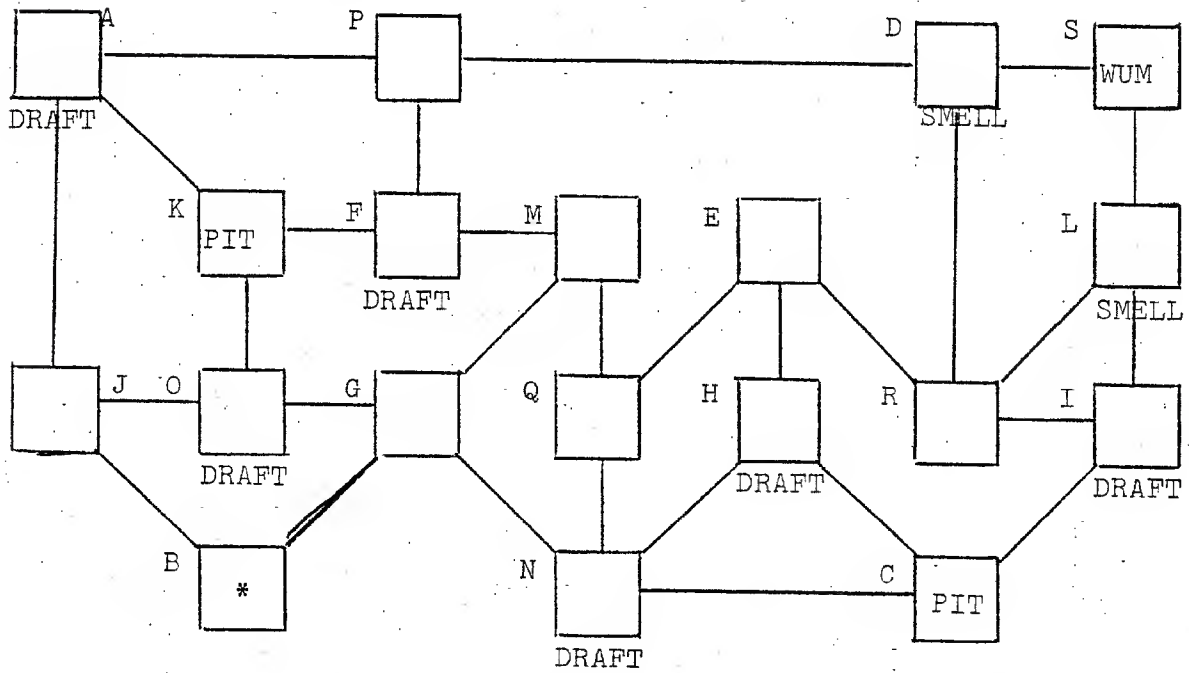 A P D S
WUM
DRAFT SMELL
K F M E L
PIT
DRAFT SMELL
J O G Q H R I
DRAFT DRAFT DRAFT
B N C
* PIT
DRAFT